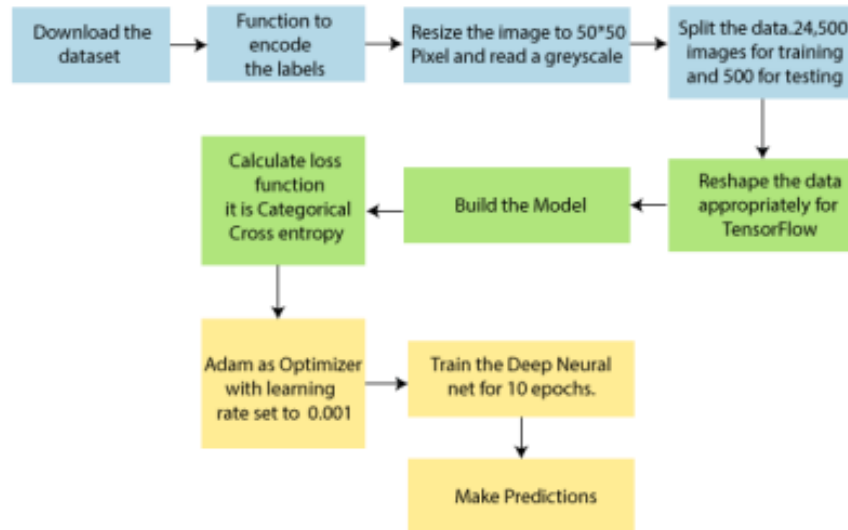 Download the
dataset
Function to
encode
the labels
Resize the image to 50*50
Pixel and read a greyscale
Split the data.24,500
images for training
and 500 for testing
Reshape the data
appropriately for
TensorFlow
Build the Model
Calculate loss
function
it is Categorical
Cross entropy
Adam as Optimizer
with learning
rate set to 0.001
Train the Deep Neural
net for 10 epochs.
Make Predictions